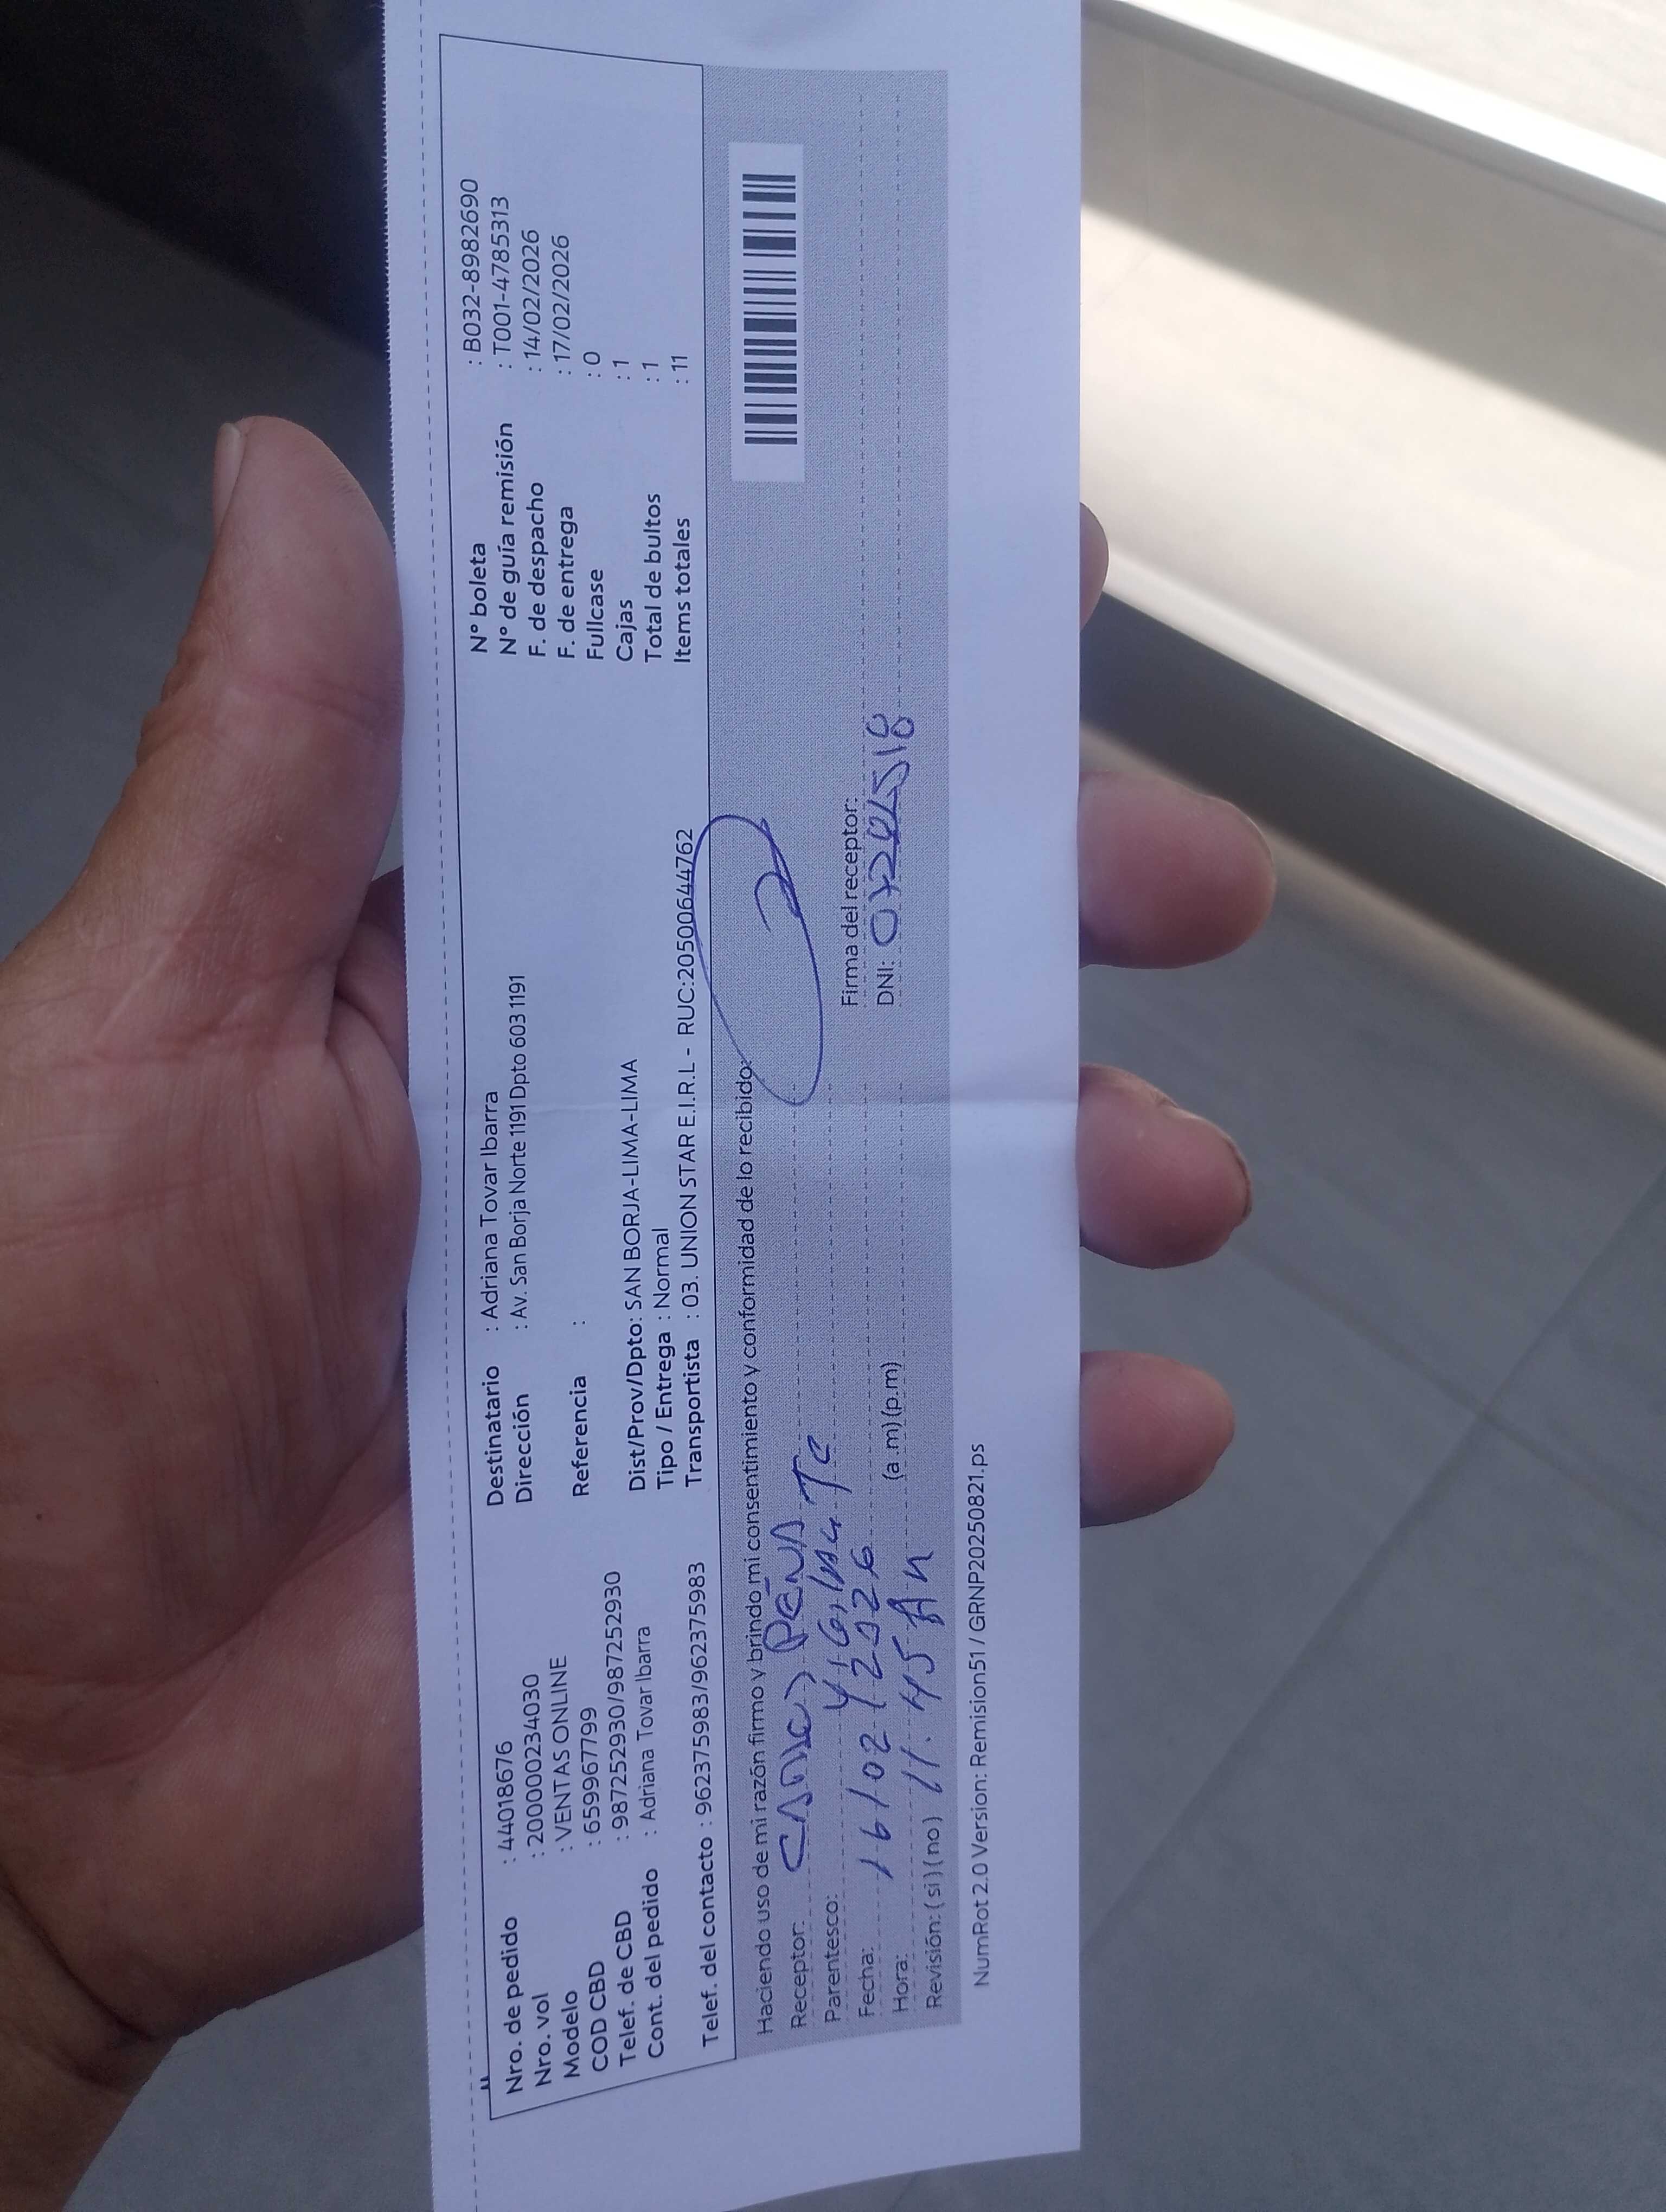 Nro. de pedido : 44018676
Nro. vol : 200000234030
Modelo : VENTAS ONLINE
COD CBD : 659967799
Telef. de CBD : 987252930/987252930
Cont. del pedido : Adriana Tovar Ibarra
Telef. del contacto : 962375983/962375983
Destinatario : Adriana Tovar Ibarra
Dirección : Av. San Borja Norte 1191 Dpto 603 1191
Referencia :
Dist/Prov/Dpto: SAN BORJA-LIMA-LIMA
Tipo / Entrega : Normal
Transportista : 03. UNION STAR E.I.R.L - RUC:20500644762
N° boleta : B032-8982690
N° de guía remisión : T001-4785313
F. de despacho : 14/02/2026
F. de entrega : 17/02/2026
Fullcase : 0
Cajas : 1
Total de bultos : 1
Items totales : 11
Haciendo uso de mi razón firmo y brindo mi consentimiento y conformidad de lo recibido:
Receptor: CARLOS PEÑA
Parentesco: VIGILANTE
Fecha: 16/02/2026
Hora: 11:45 AM (a .m) (p.m)
Revisión: ( si ) ( no )
Firma del receptor:
DNI:
NumRot 2.0 Version: Remision51 / GRNP20250821.ps